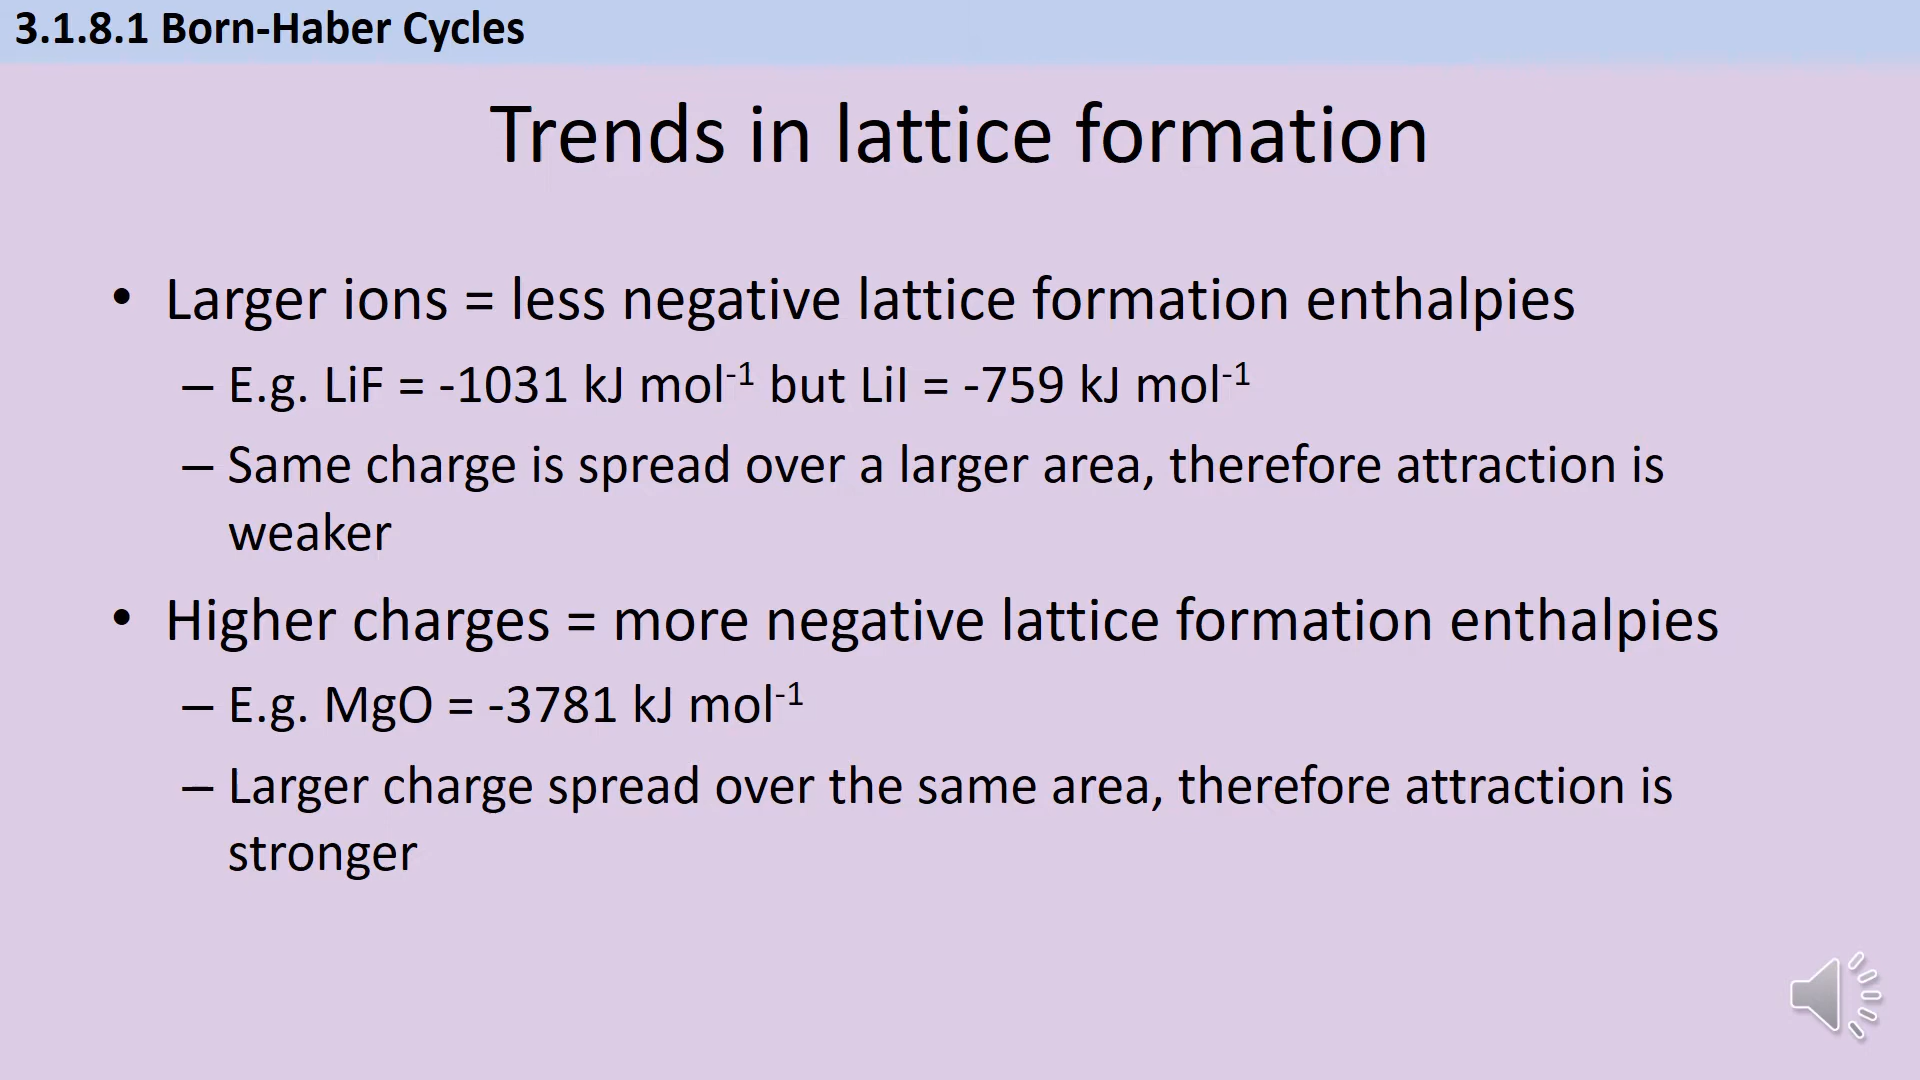 3.1.8.1 Born-Haber Cycles
Trends in lattice formation
• Larger ions = less negative lattice formation enthalpies
– E.g. LiF = -1031 kJ mol⁻¹ but LiI = -759 kJ mol⁻¹
– Same charge is spread over a larger area, therefore attraction is
weaker
• Higher charges = more negative lattice formation enthalpies
– E.g. MgO = -3781 kJ mol⁻¹
– Larger charge spread over the same area, therefore attraction is
stronger